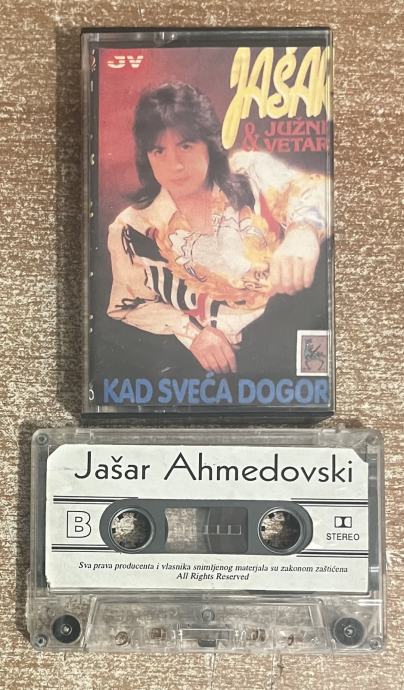 JV
JAŠAR
& JUŽNI
VETAR
KAD SVEĆA DOGOR
Jašar Ahmedovski
B
STEREO
Sva prava producenta i vlasnika snimljenog materjala su zakonom zaštićena
All Rights Reserved